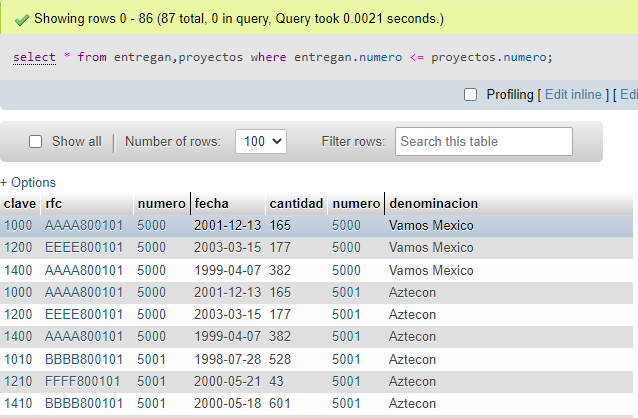 Showing rows 0 - 86 (87 total, 0 in query, Query took 0.0021 seconds.)
select * from entregan,proyectos where entregan.numero <= proyectos.numero;
Profiling [ Edit inline ] [ Edi
Show all Number of rows: 100 Filter rows: Search this table
+ Options
clave rfc numero fecha cantidad numero denominacion
1000 AAAA800101 5000 2001-12-13 165 5000 Vamos Mexico
1200 EEEE800101 5000 2003-03-15 177 5000 Vamos Mexico
1400 AAAA800101 5000 1999-04-07 382 5000 Vamos Mexico
1000 AAAA800101 5000 2001-12-13 165 5001 Aztecon
1200 EEEE800101 5000 2003-03-15 177 5001 Aztecon
1400 AAAA800101 5000 1999-04-07 382 5001 Aztecon
1010 BBBB800101 5001 1998-07-28 528 5001 Aztecon
1210 FFFF800101 5001 2000-05-21 43 5001 Aztecon
1410 BBBB800101 5001 2000-05-18 601 5001 Aztecon